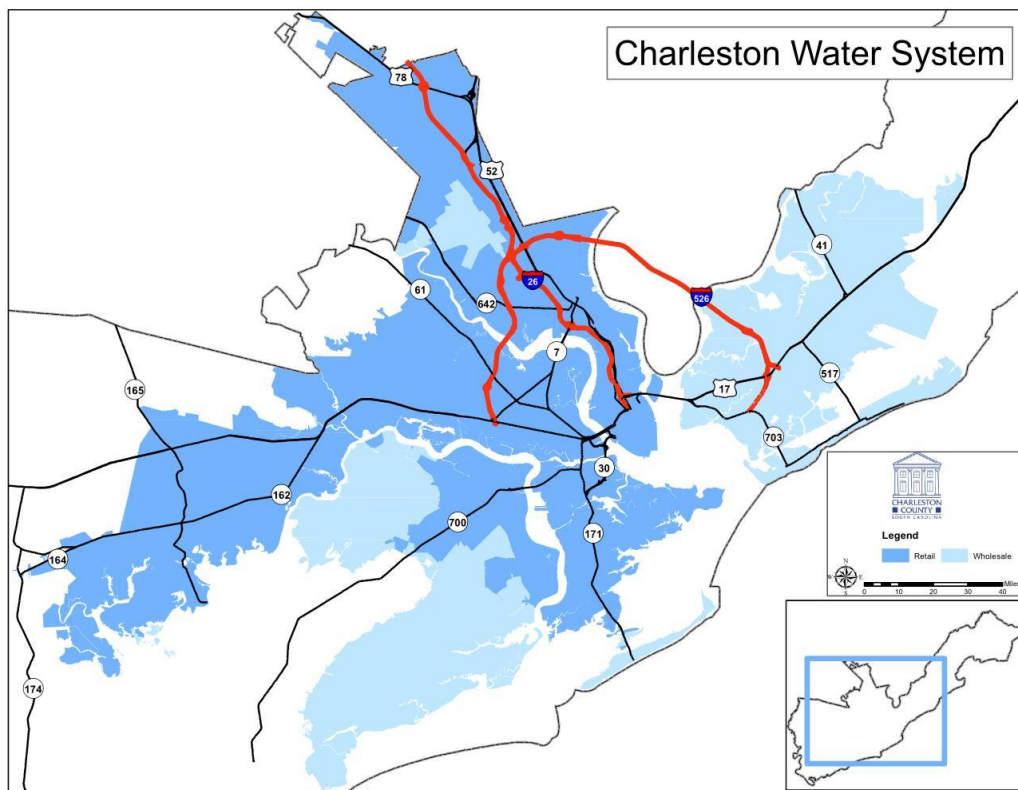 Charleston Water System
78
52
41
61
26
642
526
7
165
17
517
703
30
162
700
171
164
174
CHARLESTON
COUNTY
SOUTH CAROLINA
Legend
Retail
Wholesale
N
W
E
S
Miles
0 10 20 30 40